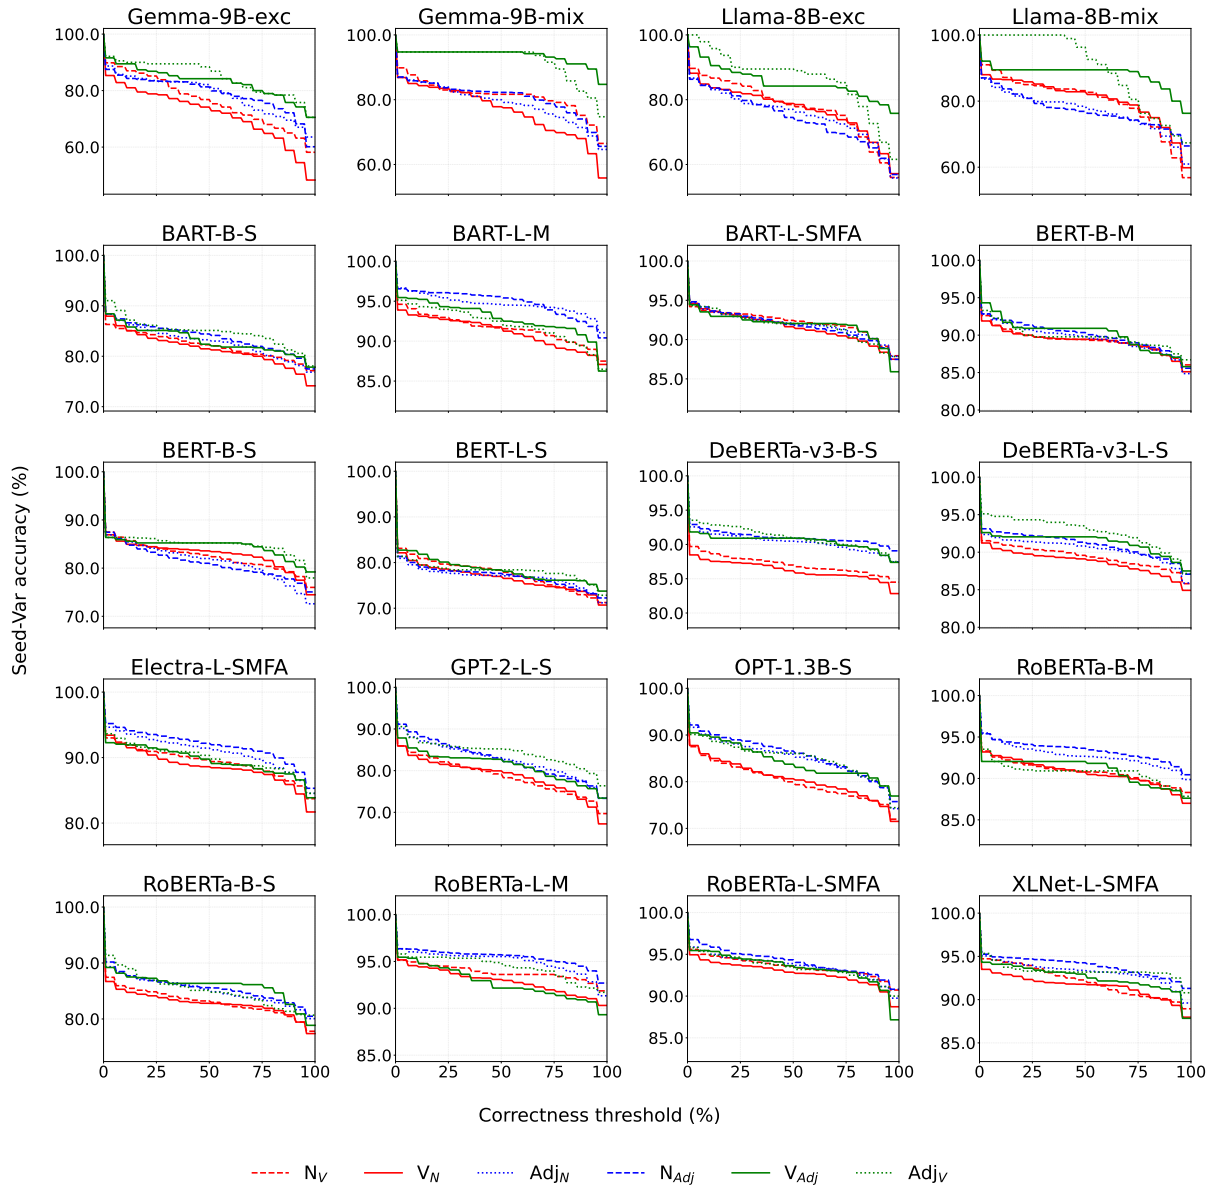 Gemma-9B-exc
Gemma-9B-mix
Llama-8B-exc
Llama-8B-mix
100.0
80.0
60.0
100.0
80.0
60.0
100.0
80.0
60.0
100.0
80.0
60.0
BART-B-S
BART-L-M
BART-L-SMFA
BERT-B-M
100.0
90.0
80.0
70.0
100.0
95.0
90.0
85.0
100.0
95.0
90.0
85.0
100.0
95.0
90.0
85.0
80.0
BERT-B-S
BERT-L-S
DeBERTa-v3-B-S
DeBERTa-v3-L-S
100.0
90.0
80.0
70.0
100.0
90.0
80.0
70.0
100.0
95.0
90.0
85.0
80.0
100.0
95.0
90.0
85.0
80.0
Seed-Var accuracy (%)
Electra-L-SMFA
GPT-2-L-S
OPT-1.3B-S
RoBERTa-B-M
100.0
90.0
80.0
100.0
90.0
80.0
70.0
100.0
90.0
80.0
70.0
100.0
95.0
90.0
85.0
RoBERTa-B-S
RoBERTa-L-M
RoBERTa-L-SMFA
XLNet-L-SMFA
100.0
90.0
80.0
100.0
95.0
90.0
85.0
100.0
95.0
90.0
85.0
100.0
95.0
90.0
85.0
0 25 50 75 100
0 25 50 75 100
0 25 50 75 100
0 25 50 75 100
Correctness threshold (%)
N_V V_N Adj_N N_Adj V_Adj Adj_V